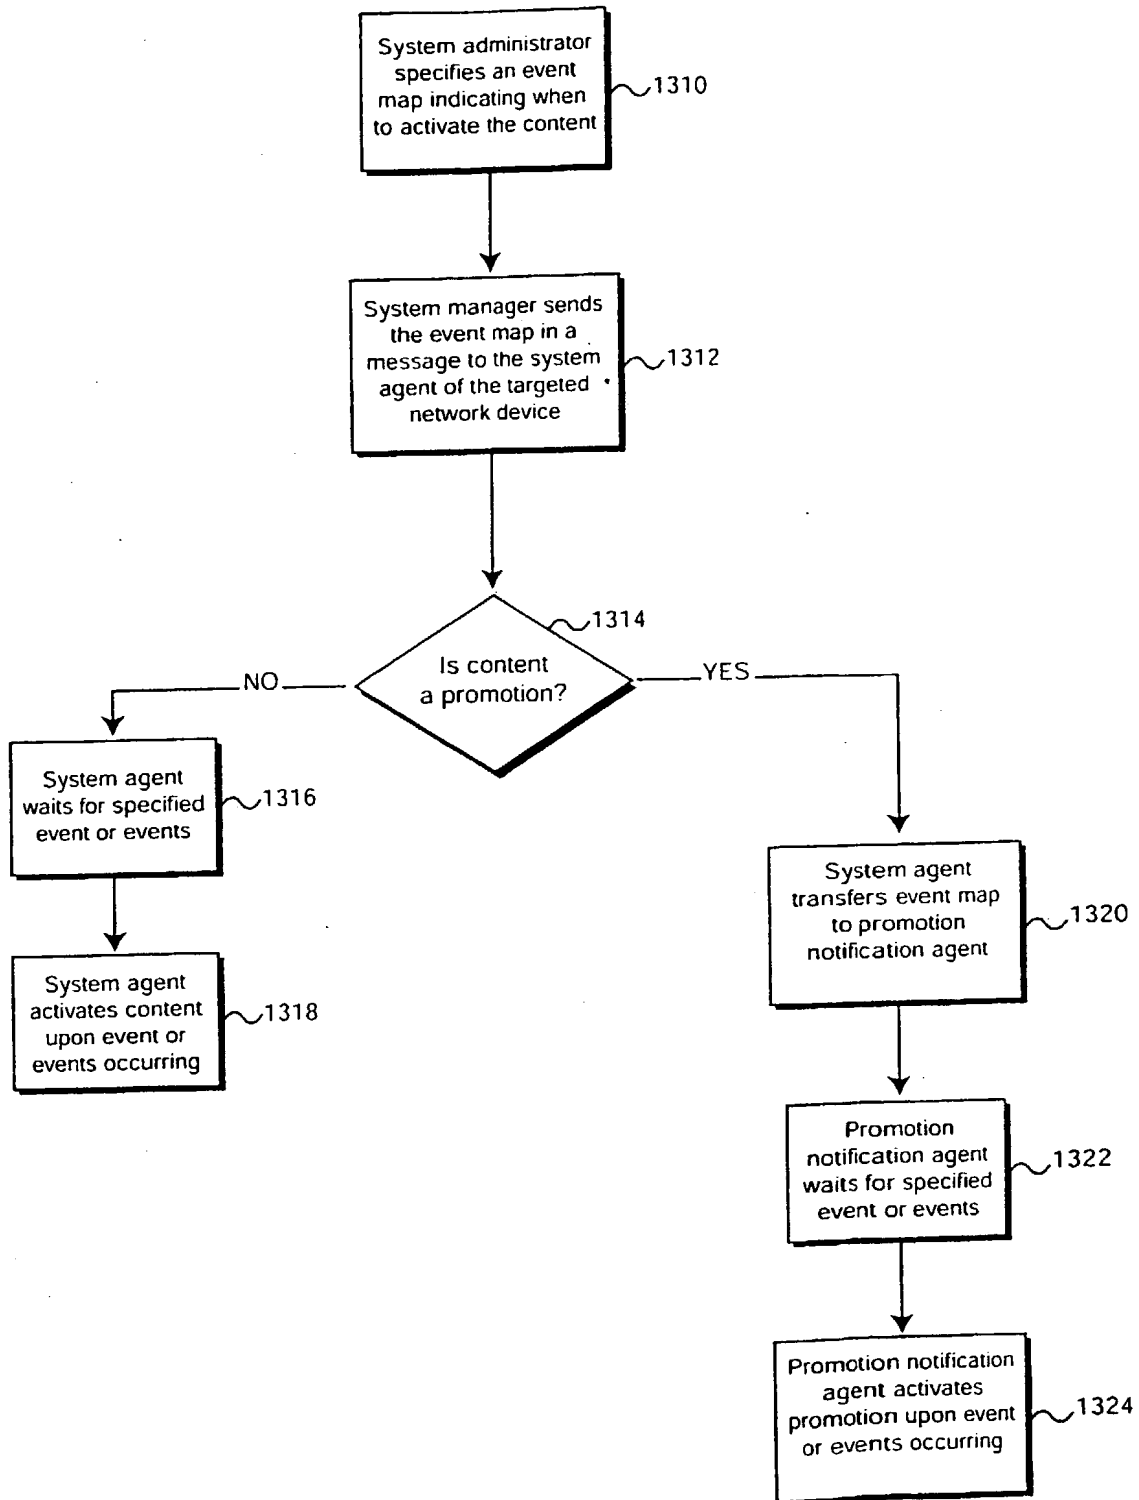 System administrator
specifies an event
map indicating when
to activate the content
1310
System manager sends
the event map in a
message to the system
agent of the targeted
network device
1312
1314
Is content
a promotion?
NO
YES
System agent
waits for specified
event or events
1316
System agent
activates content
upon event or
events occurring
1318
System agent
transfers event map
to promotion
notification agent
1320
Promotion
notification agent
waits for specified
event or events
1322
Promotion notification
agent activates
promotion upon event
or events occurring
1324